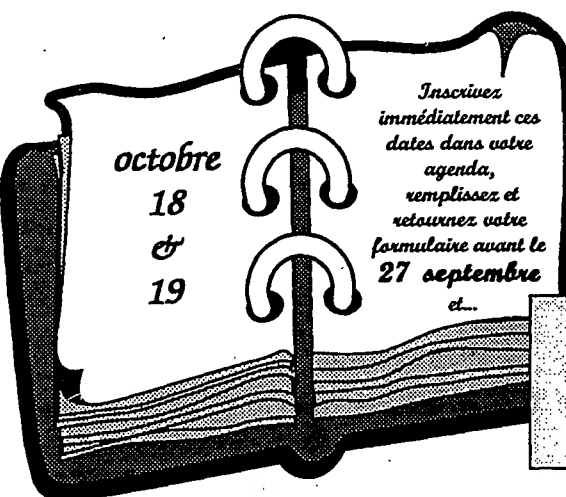 octobre
18
&
19
Inscrivez
immédiatement ces
dates dans votre
agenda,
remplissez et
retournez votre
formulaire avant le
27 septembre
et...